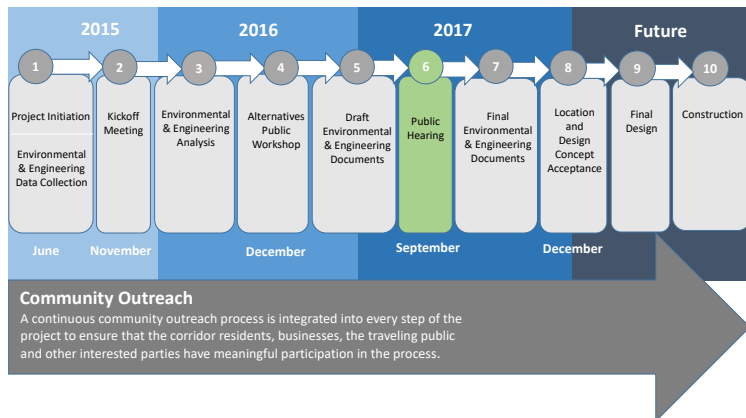 2015
2016
2017
Future
1
2
3
4
5
6
7
8
9
10
Project Initiation
Environmental
& Engineering
Data Collection
Kickoff
Meeting
Environmental
& Engineering
Analysis
Alternatives
Public
Workshop
Draft
Environmental
& Engineering
Documents
Public
Hearing
Final
Environmental
& Engineering
Documents
Location
and
Design
Concept
Acceptance
Final
Design
Construction
June
November
December
September
December
Community Outreach
A continuous community outreach process is integrated into every step of the
project to ensure that the corridor residents, businesses, the traveling public
and other interested parties have meaningful participation in the process.